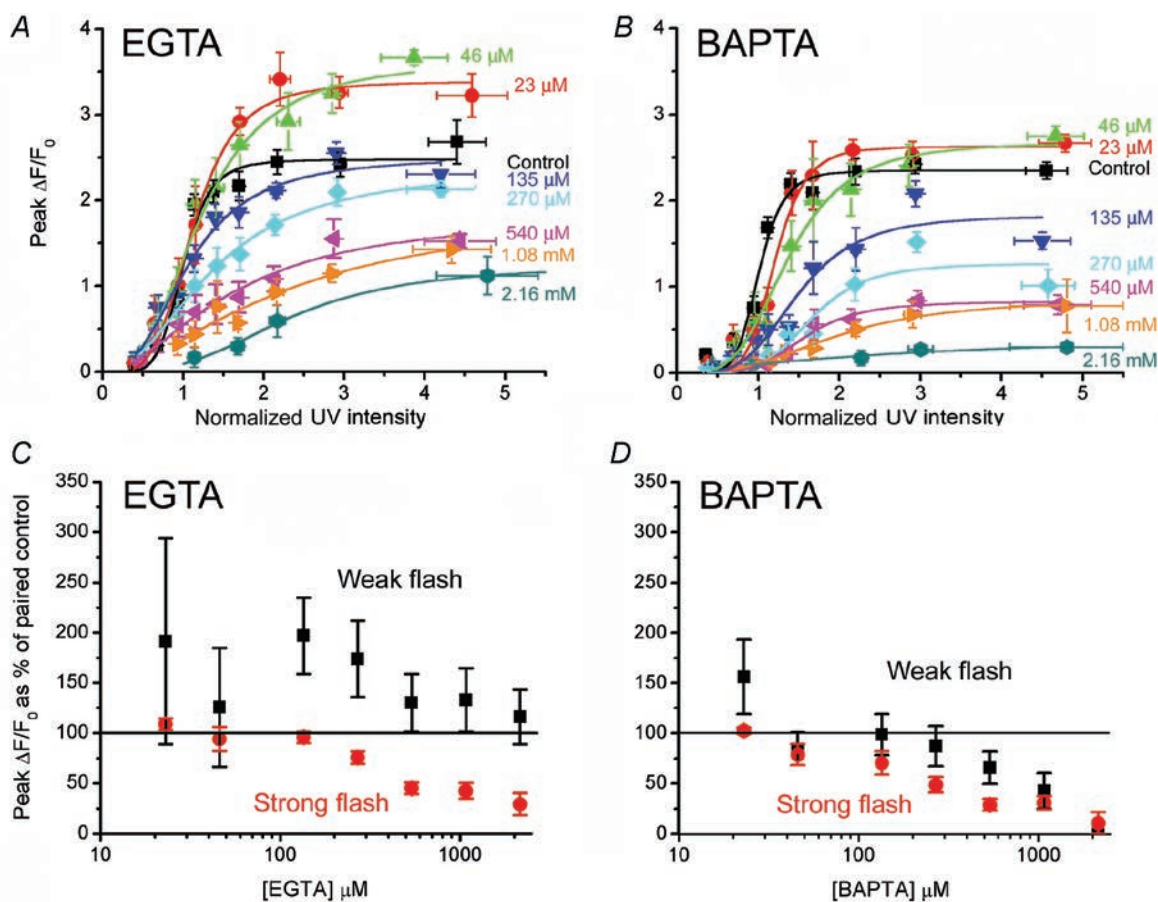 A
EGTA
4
3
2
1
0
Peak ΔF/F0
46 µM
23 µM
Control
135 µM
270 µM
540 µM
1.08 mM
2.16 mM
0 1 2 3 4 5
Normalized UV intensity
B
BAPTA
4
3
2
1
0
46 µM
23 µM
Control
135 µM
270 µM
540 µM
1.08 mM
2.16 mM
0 1.0 2 3 4 5
Normalized UV intensity
C
EGTA
350
300
250
200
150
100
50
0
Peak ΔF/F0 as % of paired control
Weak flash
Strong flash
10 100 1000
[EGTA] µM
D
BAPTA
350
300
250
200
150
100
50
0
Weak flash
Strong flash
10 100 1000
[BAPTA] µM